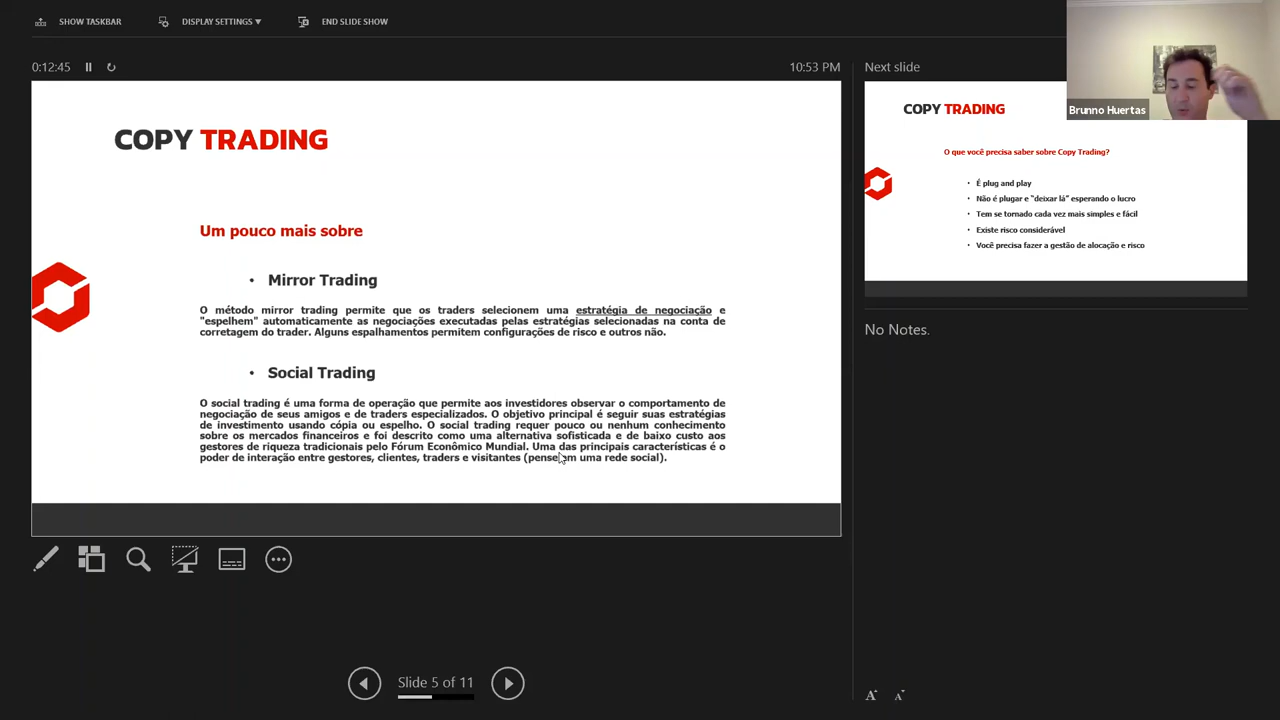 SHOW TASKBAR
DISPLAY SETTINGS
END SLIDE SHOW
0:12:45
10:53 PM
COPY TRADING
Um pouco mais sobre
• Mirror Trading
O método mirror trading permite que os traders selecionem uma estratégia de negociação e
"espelhem" automaticamente as negociações executadas pelas estratégias selecionadas na conta de
corretagem do trader. Alguns espalhamentos permitem configurações de risco e outros não.
• Social Trading
O social trading é uma forma de operação que permite aos investidores observar o comportamento de
negociação de seus amigos e de traders especializados. O objetivo principal é seguir suas estratégias
de investimento usando cópia ou espelho. O social trading requer pouco ou nenhum conhecimento
sobre os mercados financeiros e foi descrito como uma alternativa sofisticada e de baixo custo aos
gestores de riqueza tradicionais pelo Fórum Econômico Mundial. Uma das principais características é o
poder de interação entre gestores, clientes, traders e visitantes (pense em uma rede social).
Slide 5 of 11
Next slide
Brunno Huertas
COPY TRADING
O que você precisa saber sobre Copy Trading?
• É plug and play
• Não é plugar e “deixar lá” esperando o lucro
• Tem se tornado cada vez mais simples e fácil
• Existe risco considerável
• Você precisa fazer a gestão de alocação e risco
No Notes.
A A